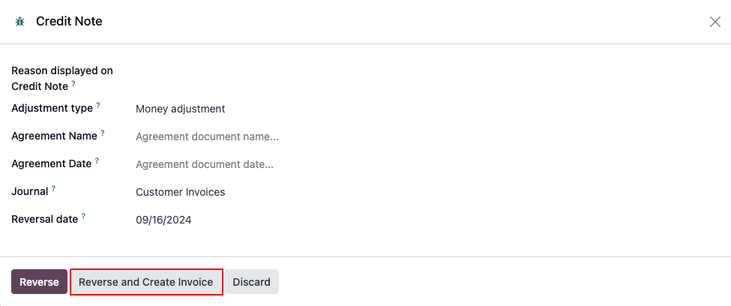 Credit Note
Reason displayed on
Credit Note ?
Adjustment type ? Money adjustment
Agreement Name ? Agreement document name...
Agreement Date ? Agreement document date...
Journal ? Customer Invoices
Reversal date ? 09/16/2024
Reverse Reverse and Create Invoice Discard